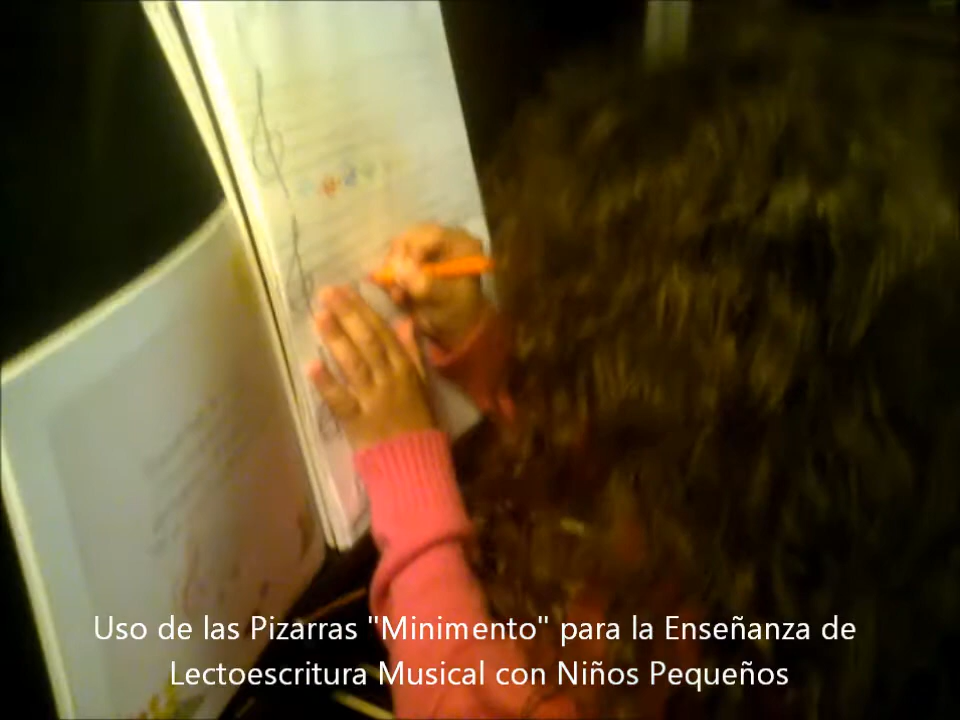 Uso de las Pizarras "Minimento" para la Enseñanza de
Lectoescritura Musical con Niños Pequeños